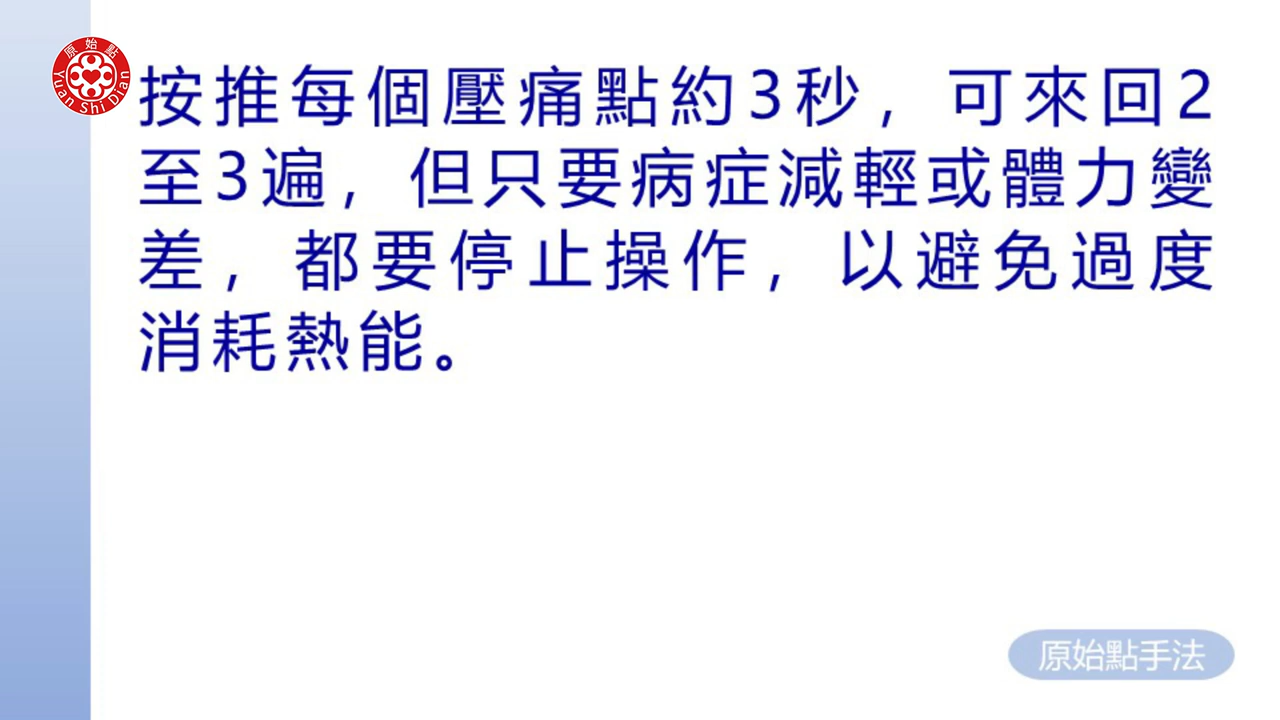 原始點
Yuan Shi Dian
按推每個壓痛點約3秒，可來回2
至3遍，但只要病症減輕或體力變
差，都要停止操作，以避免過度
消耗熱能。
原始點手法